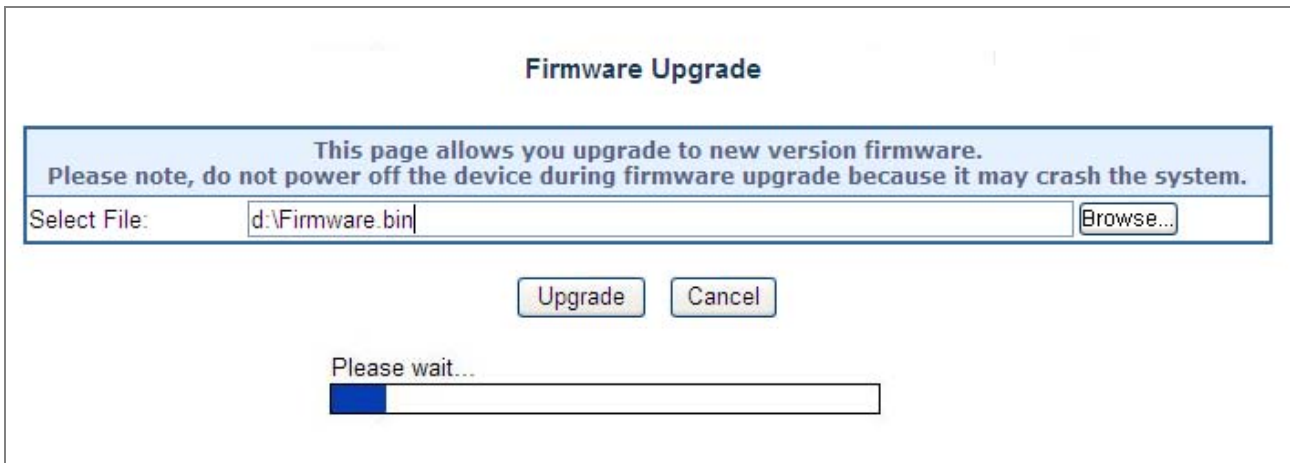 Firmware Upgrade
This page allows you upgrade to new version firmware.
Please note, do not power off the device during firmware upgrade because it may crash the system.
Select File: d:\Firmware.bin Browse...
Upgrade Cancel
Please wait...